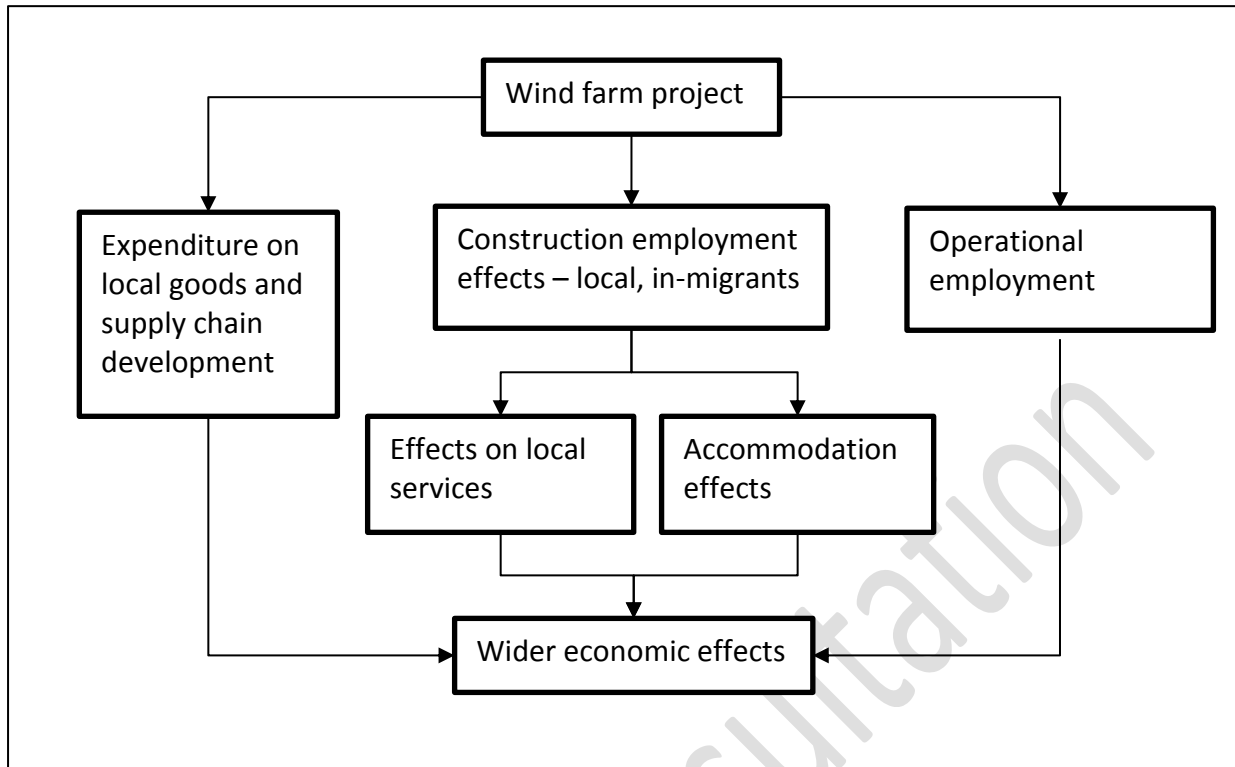 Wind farm project
Expenditure on
local goods and
supply chain
development
Construction employment
effects – local, in-migrants
Operational
employment
Effects on local
services
Accommodation
effects
Wider economic effects